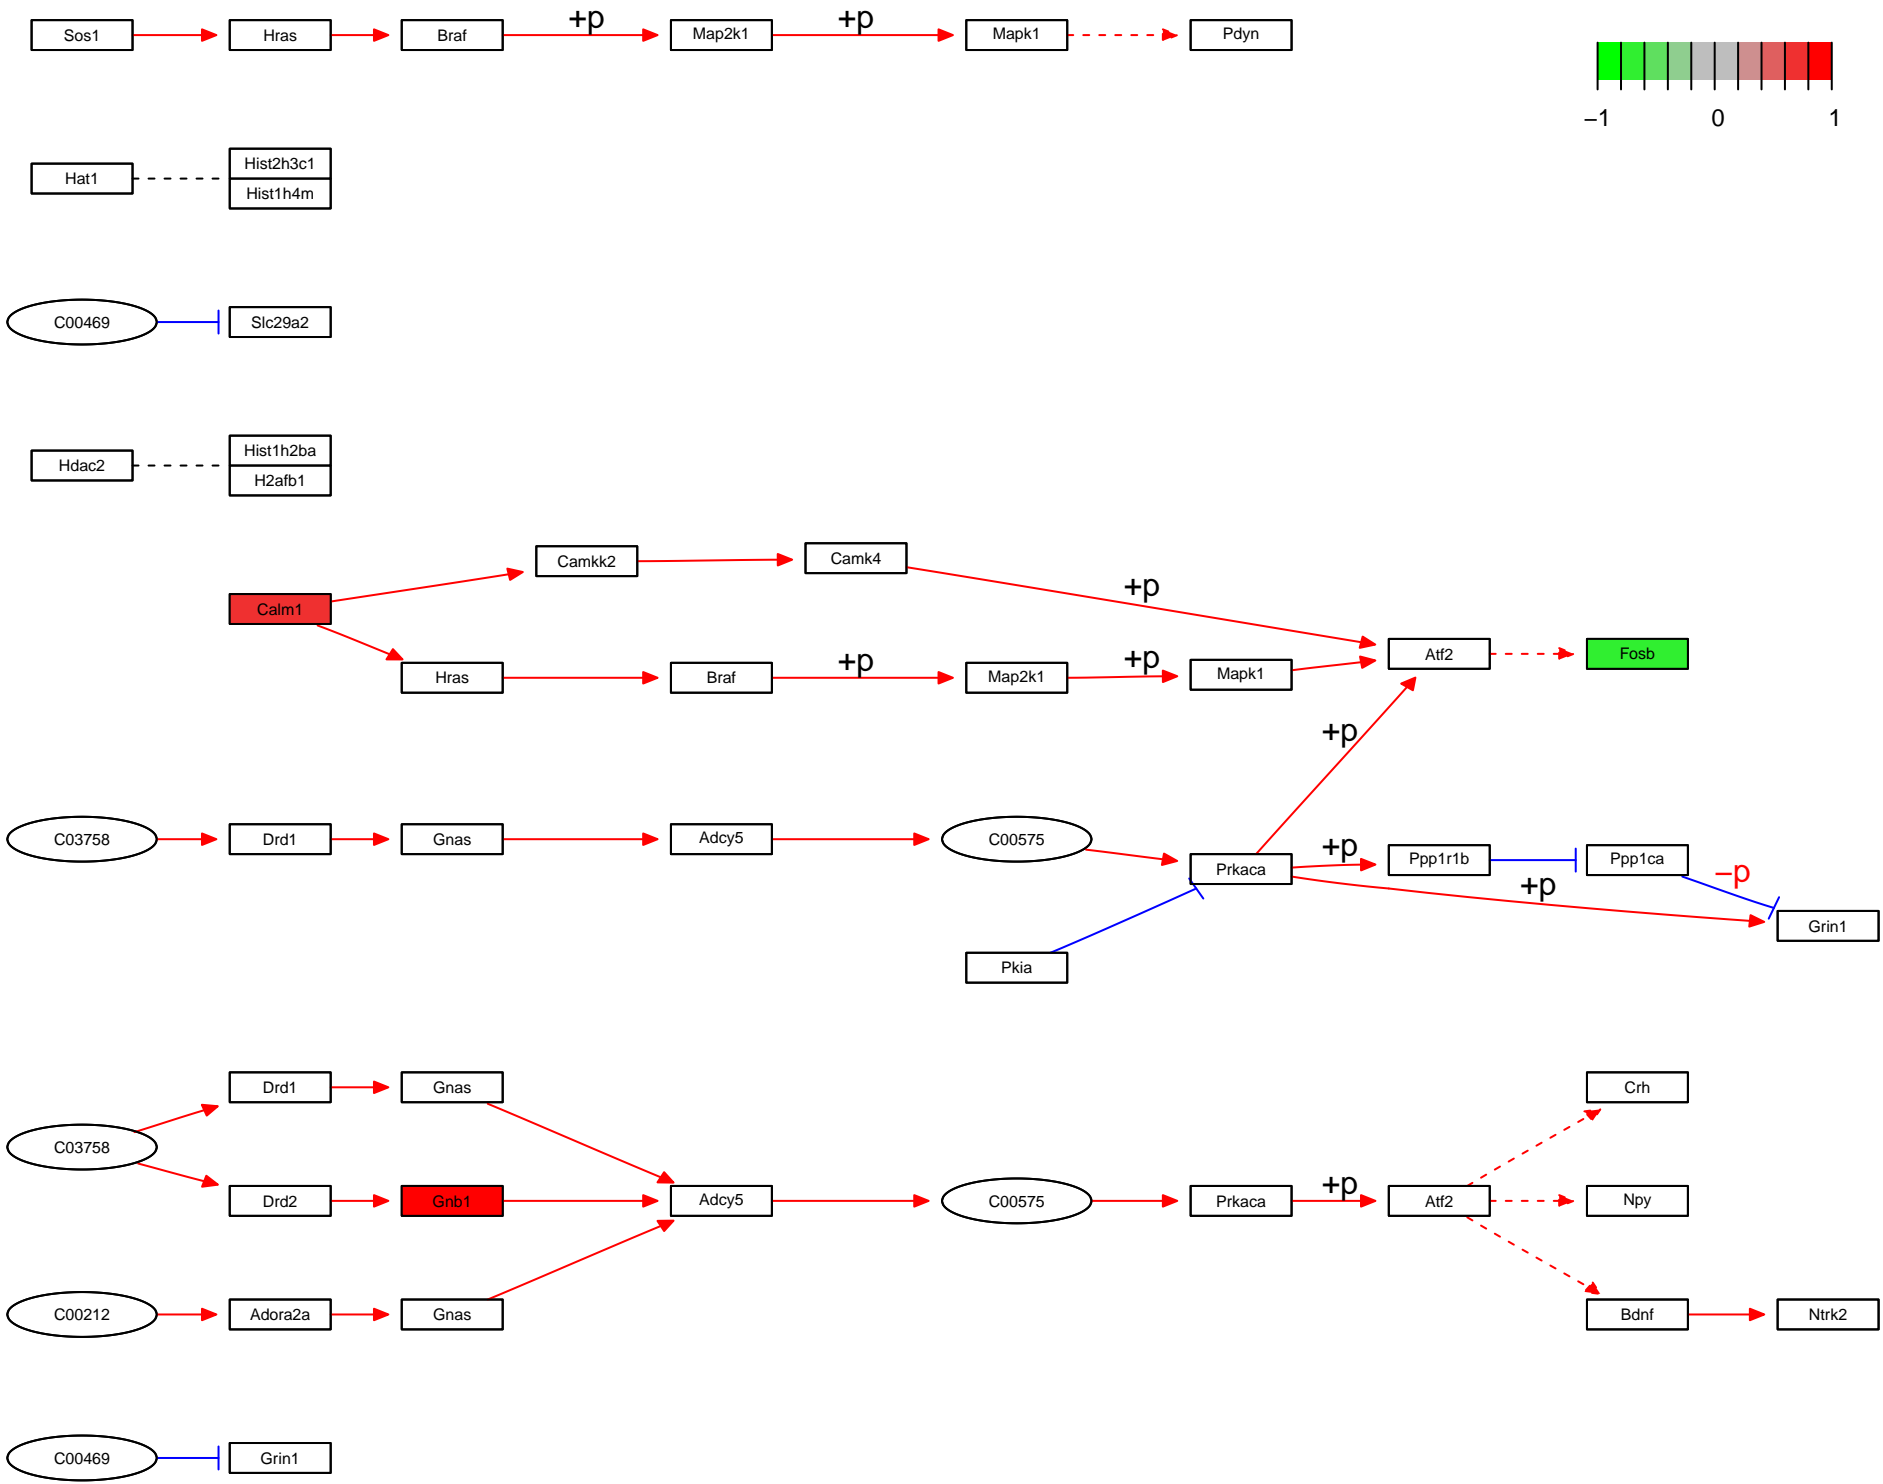 +p +p
Sos1 Hras Braf Map2k1 Mapk1 Pdyn
−1 0 1
Hist2h3c1
Hat1
Hist1h4m
C00469 Slc29a2
Hist1h2ba
Hdac2
H2afb1
Camkk2 Camk4
+p
Calm1
Atf2 Fosb
+p +p
Hras Braf Map2k1 Mapk1
+p
C03758 Drd1 Gnas Adcy5 C00575
+p
Prkaca Ppp1r1b Ppp1ca
−p
+p
Grin1
Pkia
Drd1 Gnas Crh
C03758
+p
Drd2 Gnb1 Adcy5 C00575 Prkaca Atf2 Npy
C00212 Adora2a Gnas Bdnf Ntrk2
C00469 Grin1